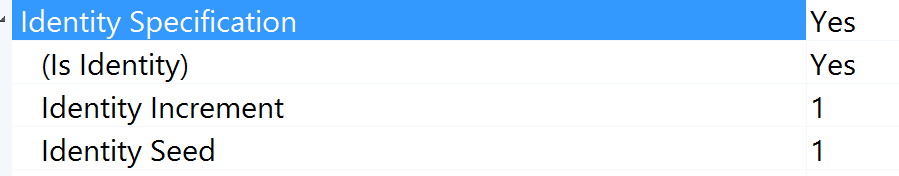 Identity Specification Yes
(Is Identity) Yes
Identity Increment 1
Identity Seed 1